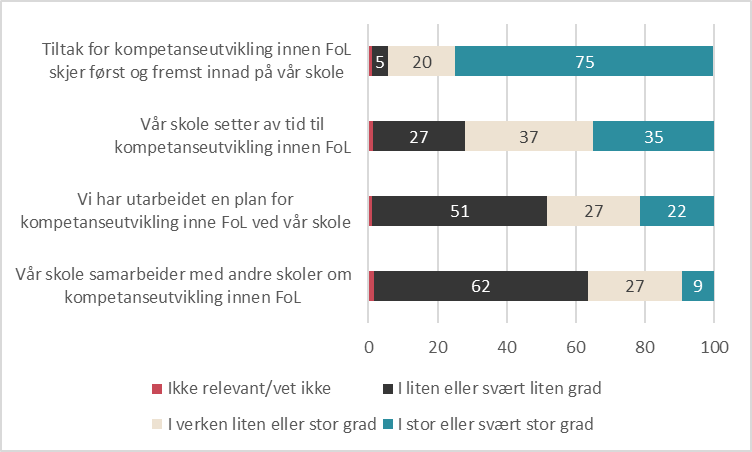 Tiltak for kompetanseutvikling innen FoL
skjer først og fremst innad på vår skole
5 20 75
Vår skole setter av tid til
kompetanseutvikling innen FoL
27 37 35
Vi har utarbeidet en plan for
kompetanseutvikling inne FoL ved vår skole
51 27 22
Vår skole samarbeider med andre skoler om
kompetanseutvikling innen FoL
62 27 9
0 20 40 60 80 100
Ikke relevant/vet ikke I liten eller svært liten grad
I verken liten eller stor grad I stor eller svært stor grad